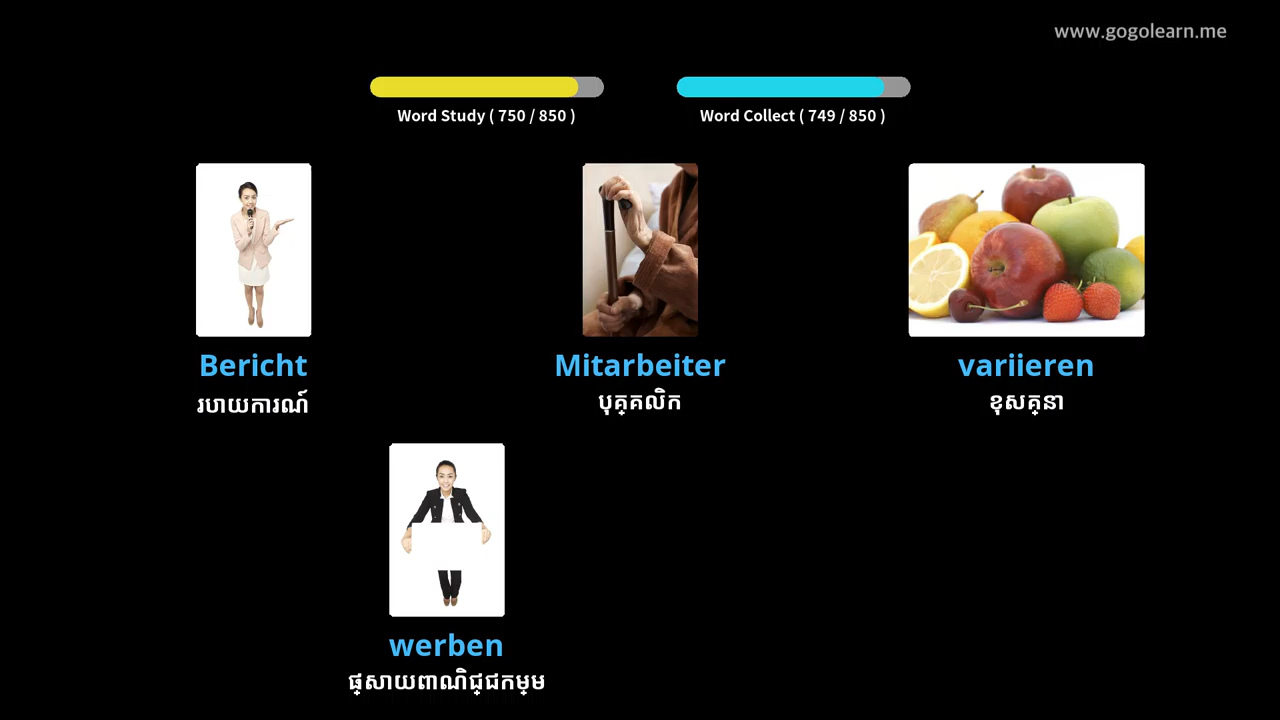 www.gogolearn.me
Word Study ( 750 / 850 )
Word Collect ( 749 / 850 )
Bericht
របាយការណ៍
Mitarbeiter
បុគ្គលិក
variieren
ខុសគ្នា
werben
ផ្សាយពាណិជ្ជកម្ម